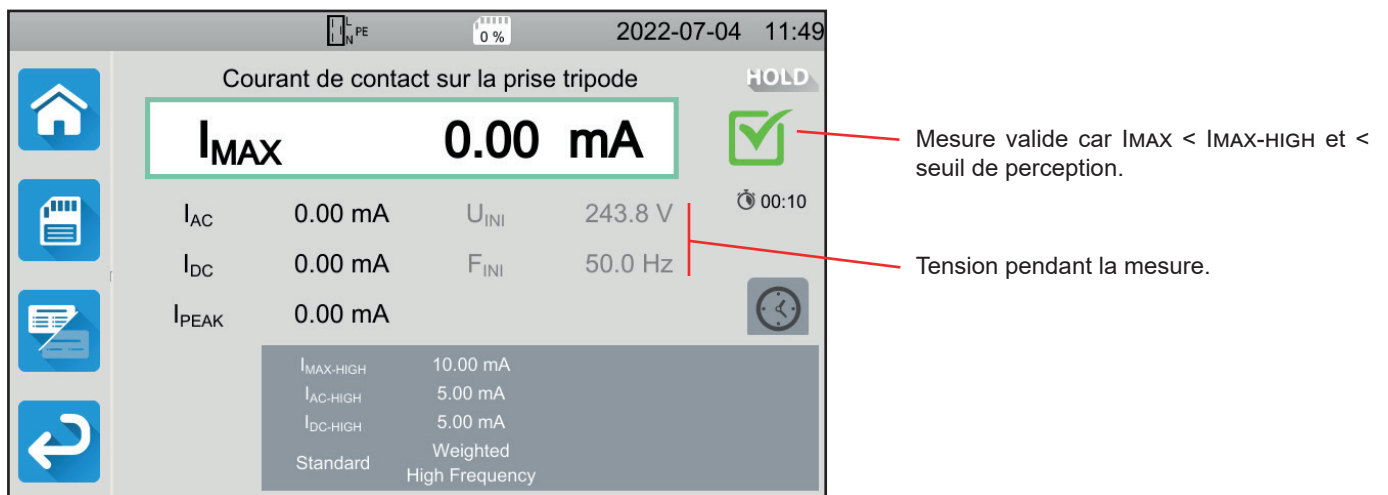 L N PE 0 % 2022-07-04 11:49
Courant de contact sur la prise tripode HOLD
IMAX 0.00 mA
Mesure valide car IMAX < IMAX-HIGH et <
seuil de perception.
IAC 0.00 mA UINI 243.8 V 00:10
IDC 0.00 mA FINI 50.0 Hz
Tension pendant la mesure.
IPEAK 0.00 mA
IMAX-HIGH 10.00 mA
IAC-HIGH 5.00 mA
IDC-HIGH 5.00 mA
Standard Weighted
High Frequency